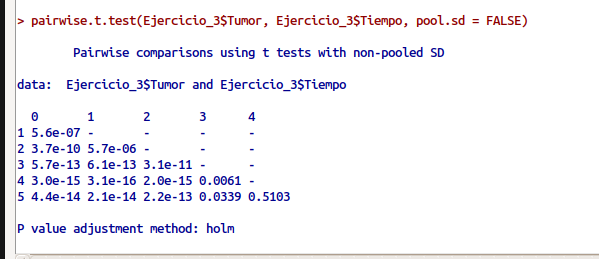 > pairwise.t.test(Ejercicio_3$Tumor, Ejercicio_3$Tiempo, pool.sd = FALSE)
Pairwise comparisons using t tests with non-pooled SD
data:  Ejercicio_3$Tumor and Ejercicio_3$Tiempo
  0       1       2       3      4
1 5.6e-07 -       -       -      -
2 3.7e-10 5.7e-06 -       -      -
3 5.7e-13 6.1e-13 3.1e-11 -      -
4 3.0e-15 3.1e-16 2.0e-15 0.0061 -
5 4.4e-14 2.1e-14 2.2e-13 0.0339 0.5103
P value adjustment method: holm